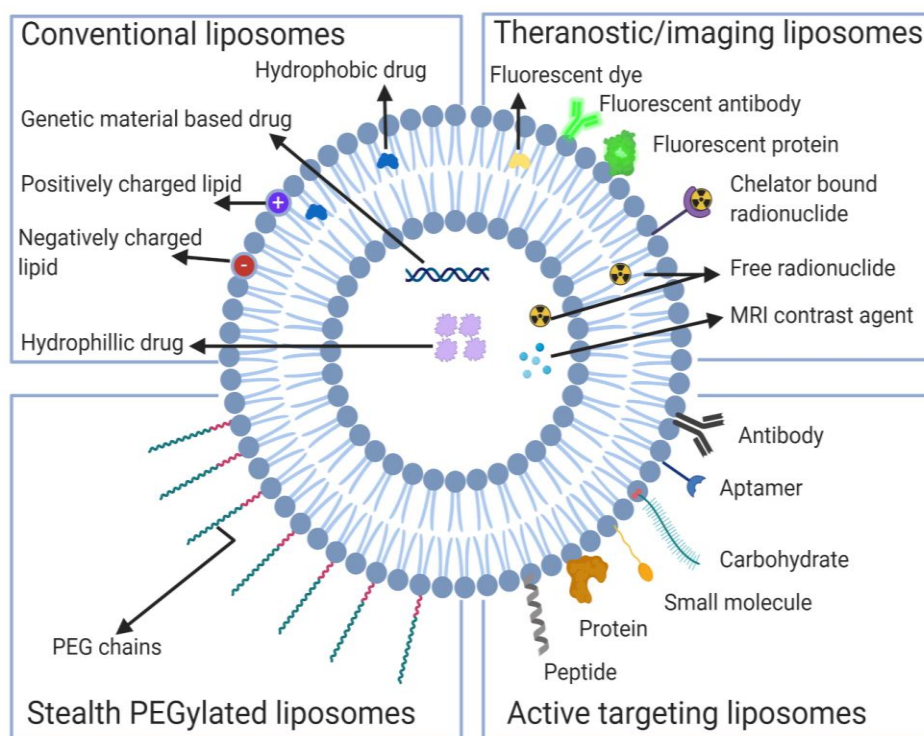 Conventional liposomes
Hydrophobic drug
Genetic material based drug
Positively charged lipid
+
Negatively charged
lipid
-
Hydrophillic drug
Theranostic/imaging liposomes
Fluorescent dye
Fluorescent antibody
Fluorescent protein
Chelator bound
radionuclide
Free radionuclide
MRI contrast agent
PEG chains
Stealth PEGylated liposomes
Antibody
Aptamer
Carbohydrate
Small molecule
Protein
Peptide
Active targeting liposomes